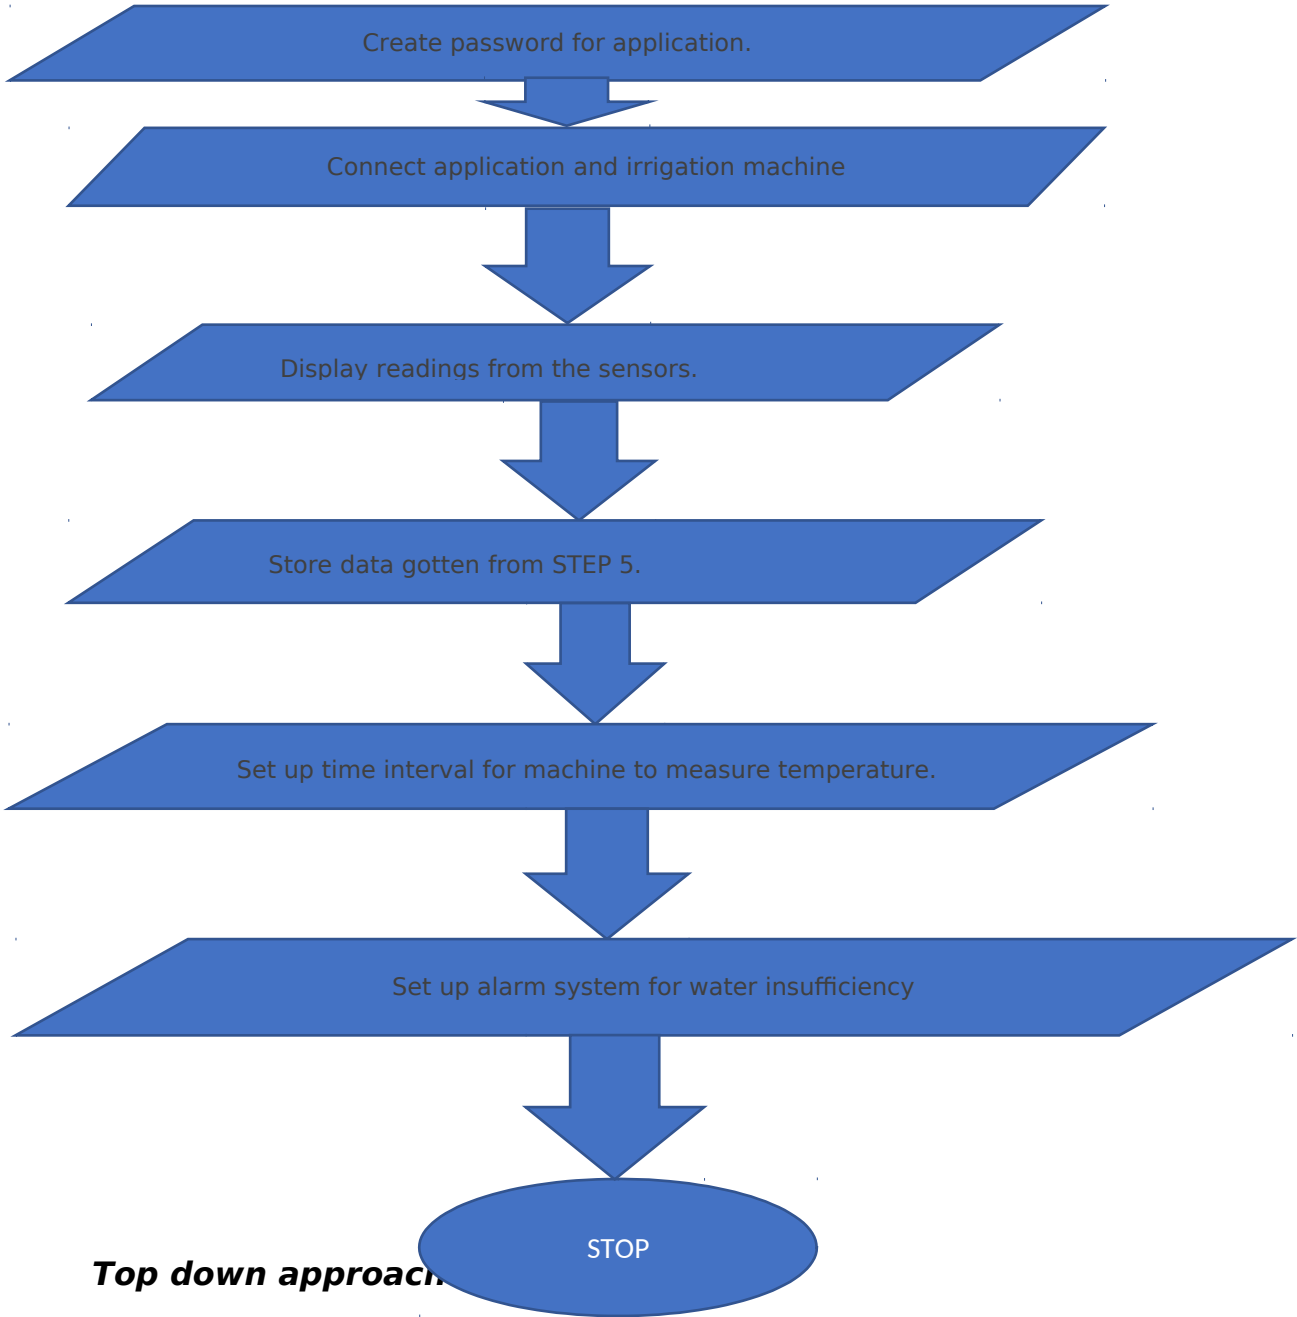 Create password for application.
Connect application and irrigation machine
Display readings from the sensors.
Store data gotten from STEP 5.
Set up time interval for machine to measure temperature.
Set up alarm system for water insufficiency
STOP
Top down approach